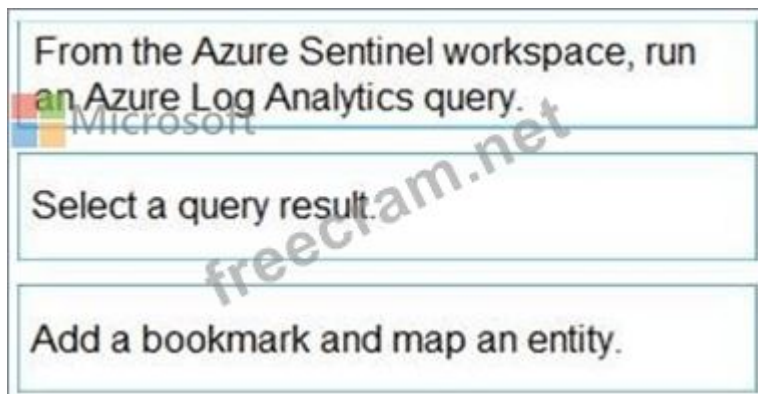 From the Azure Sentinel workspace, run
an Azure Log Analytics query.
Microsoft
Select a query result.
freecram.net
Add a bookmark and map an entity.